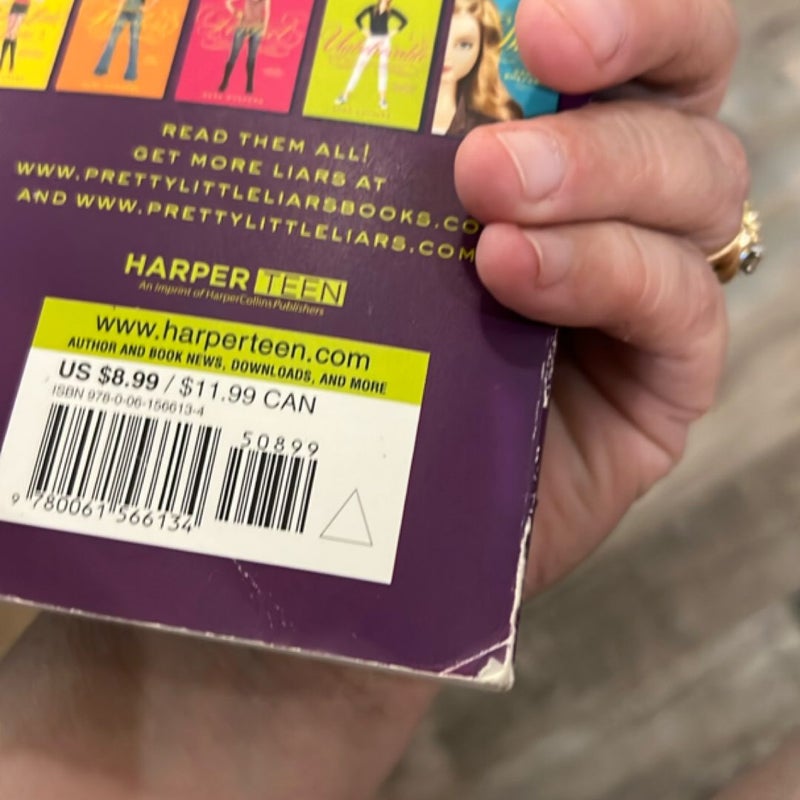 Unbelievable
READ THEM ALL!
GET MORE LIARS AT
WWW.PRETTYLITTLELIARSBOOKS.CO
AND WWW.PRETTYLITTLELIARS.COM
HARPER TEEN
An Imprint of HarperCollinsPublishers
www.harperteen.com
AUTHOR AND BOOK NEWS, DOWNLOADS, AND MORE
US $8.99 / $11.99 CAN
ISBN 978-0-06-156613-4
50899
9 780061 566134